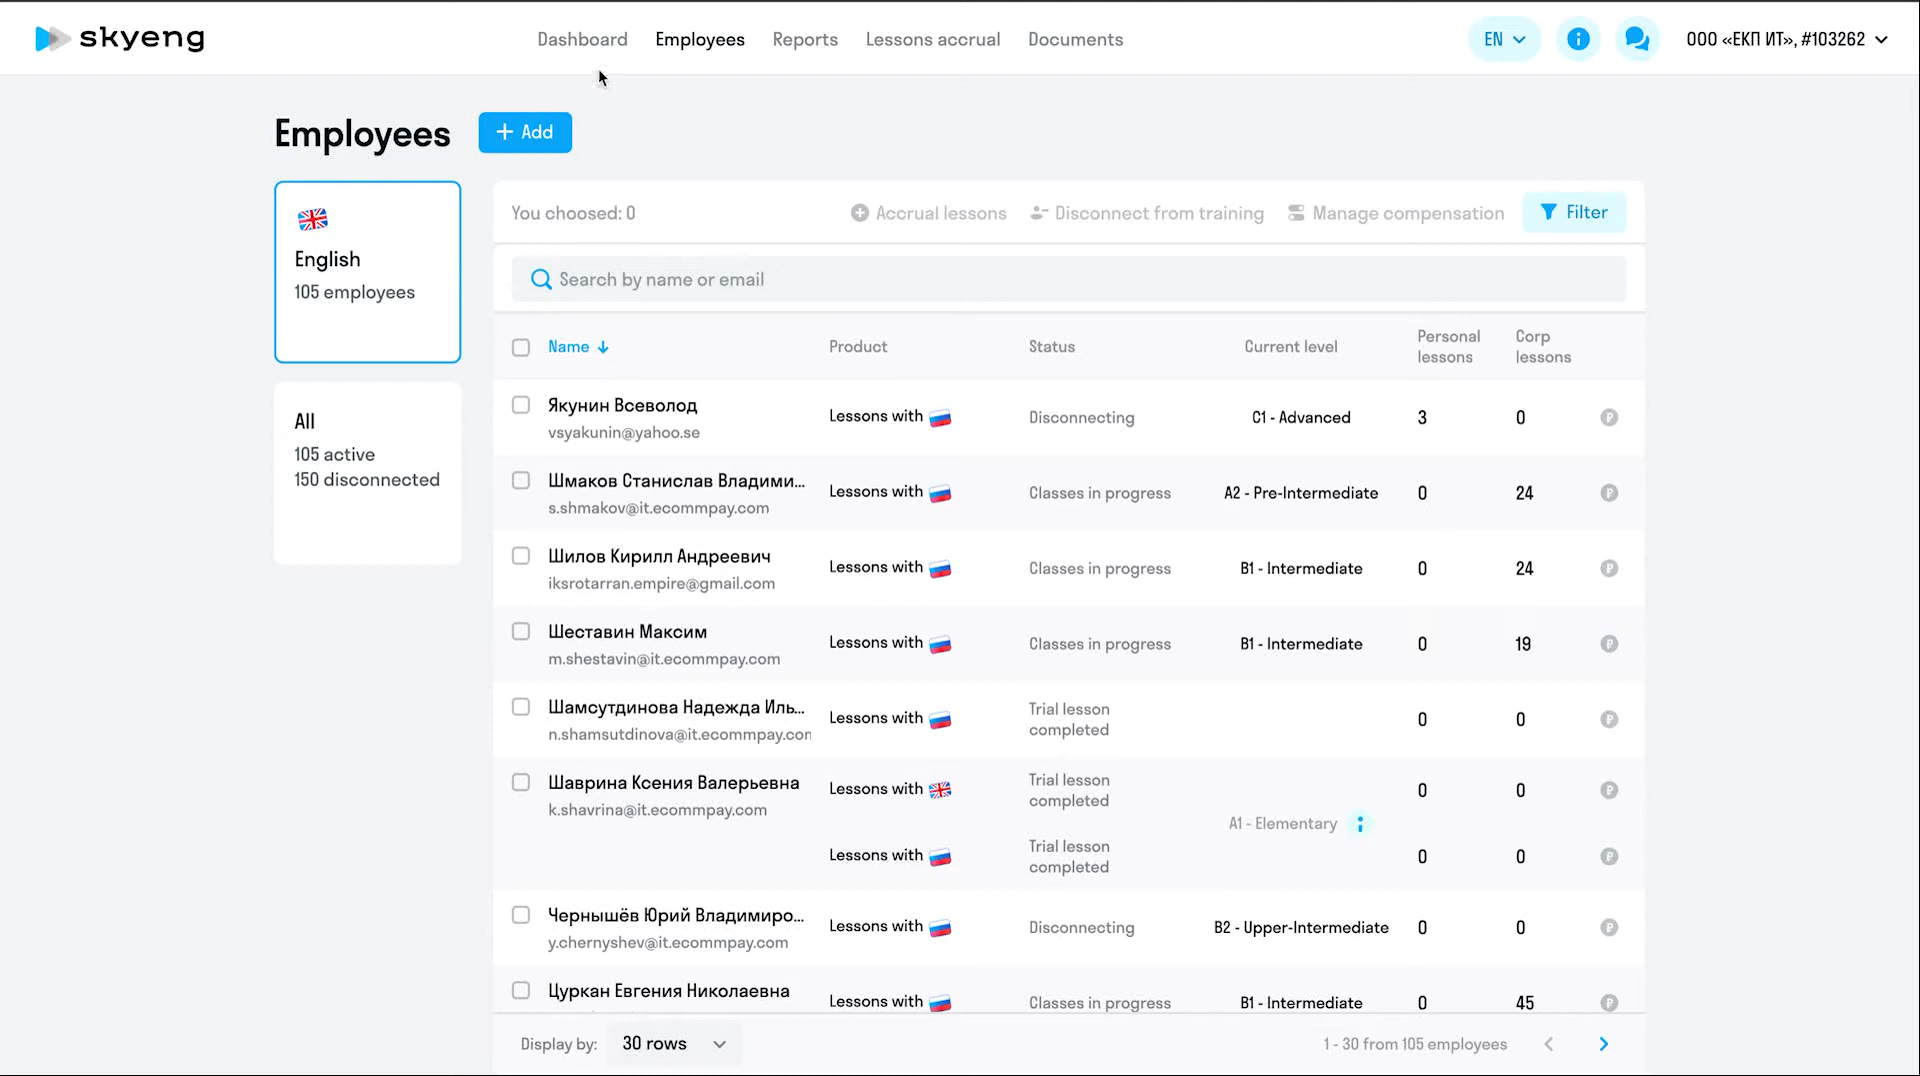 skyeng
Dashboard Employees Reports Lessons accrual Documents
EN
ООО «ЕКП ИТ», #103262
Employees
+ Add
English
105 employees
All
105 active
150 disconnected
You choosed: 0
Accrual lessons Disconnect from training Manage compensation Filter
Search by name or email
Name Product Status Current level Personal lessons Corp lessons
Якунин Всеволод
vsyakunin@yahoo.se
Lessons with Disconnecting C1 - Advanced 3 0
Шмаков Станислав Владими...
s.shmakov@it.ecommpay.com
Lessons with Classes in progress A2 - Pre-Intermediate 0 24
Шилов Кирилл Андреевич
iksrotarran.empire@gmail.com
Lessons with Classes in progress B1 - Intermediate 0 24
Шеставин Максим
m.shestavin@it.ecommpay.com
Lessons with Classes in progress B1 - Intermediate 0 19
Шамсутдинова Надежда Иль...
n.shamsutdinova@it.ecommpay.con
Lessons with Trial lesson completed 0 0
Шаврина Ксения Валерьевна
k.shavrina@it.ecommpay.com
Lessons with Trial lesson completed 0 0
A1 - Elementary
Lessons with Trial lesson completed 0 0
Чернышёв Юрий Владимиро...
y.chernyshev@it.ecommpay.com
Lessons with Disconnecting B2 - Upper-Intermediate 0 0
Цуркан Евгения Николаевна
Lessons with Classes in progress B1 - Intermediate 0 45
Display by: 30 rows
1 - 30 from 105 employees